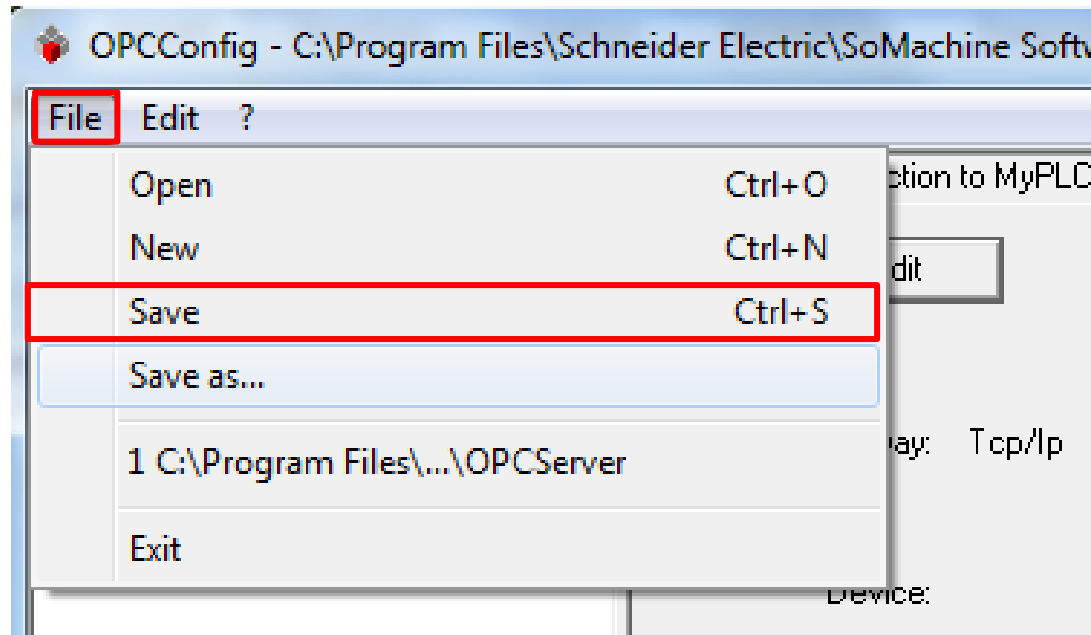 OPCConfig - C:\Program Files\Schneider Electric\SoMachine Softw
File Edit ?
Open Ctrl+O
New Ctrl+N
Save Ctrl+S
Save as...
1 C:\Program Files\...\OPCServer
Exit
ction to MyPLC
dit
ay: Tcp/Ip
Device: